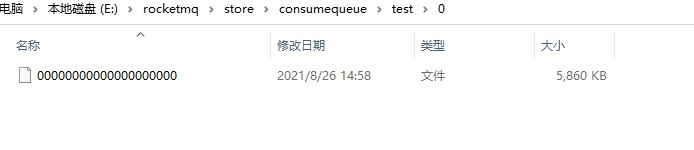 电脑 › 本地磁盘 (E:) › rocketmq › store › consumequeue › test › 0
名称 修改日期 类型 大小
00000000000000000000 2021/8/26 14:58 文件 5,860 KB